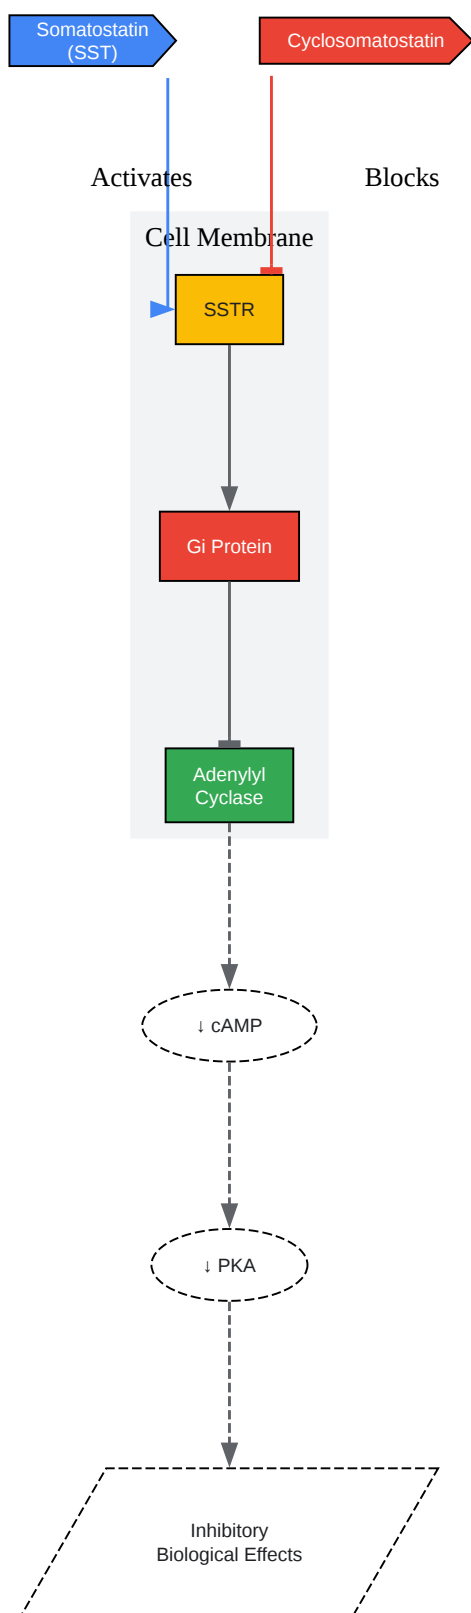 Somatostatin
(SST)
Cyclosomatostatin
Activates
Blocks
Cell Membrane
SSTR
Gi Protein
Adenylyl
Cyclase
↓ cAMP
↓ PKA
Inhibitory
Biological Effects